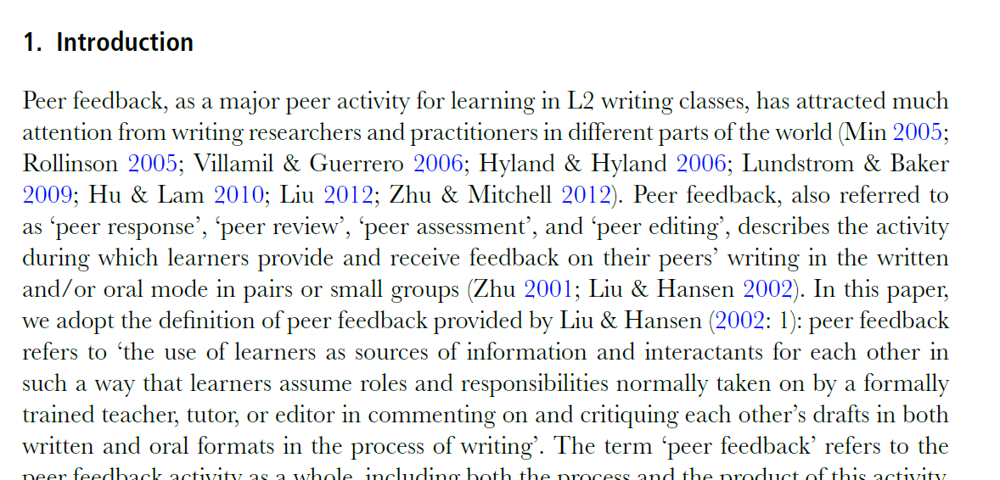 1. Introduction
Peer feedback, as a major peer activity for learning in L2 writing classes, has attracted much
attention from writing researchers and practitioners in different parts of the world (Min 2005;
Rollinson 2005; Villamil & Guerrero 2006; Hyland & Hyland 2006; Lundstrom & Baker
2009; Hu & Lam 2010; Liu 2012; Zhu & Mitchell 2012). Peer feedback, also referred to
as ‘peer response’, ‘peer review’, ‘peer assessment’, and ‘peer editing’, describes the activity
during which learners provide and receive feedback on their peers’ writing in the written
and/or oral mode in pairs or small groups (Zhu 2001; Liu & Hansen 2002). In this paper,
we adopt the definition of peer feedback provided by Liu & Hansen (2002: 1): peer feedback
refers to ‘the use of learners as sources of information and interactants for each other in
such a way that learners assume roles and responsibilities normally taken on by a formally
trained teacher, tutor, or editor in commenting on and critiquing each other’s drafts in both
written and oral formats in the process of writing’. The term ‘peer feedback’ refers to the
peer feedback activity as a whole, including both the process and the product of this activity.